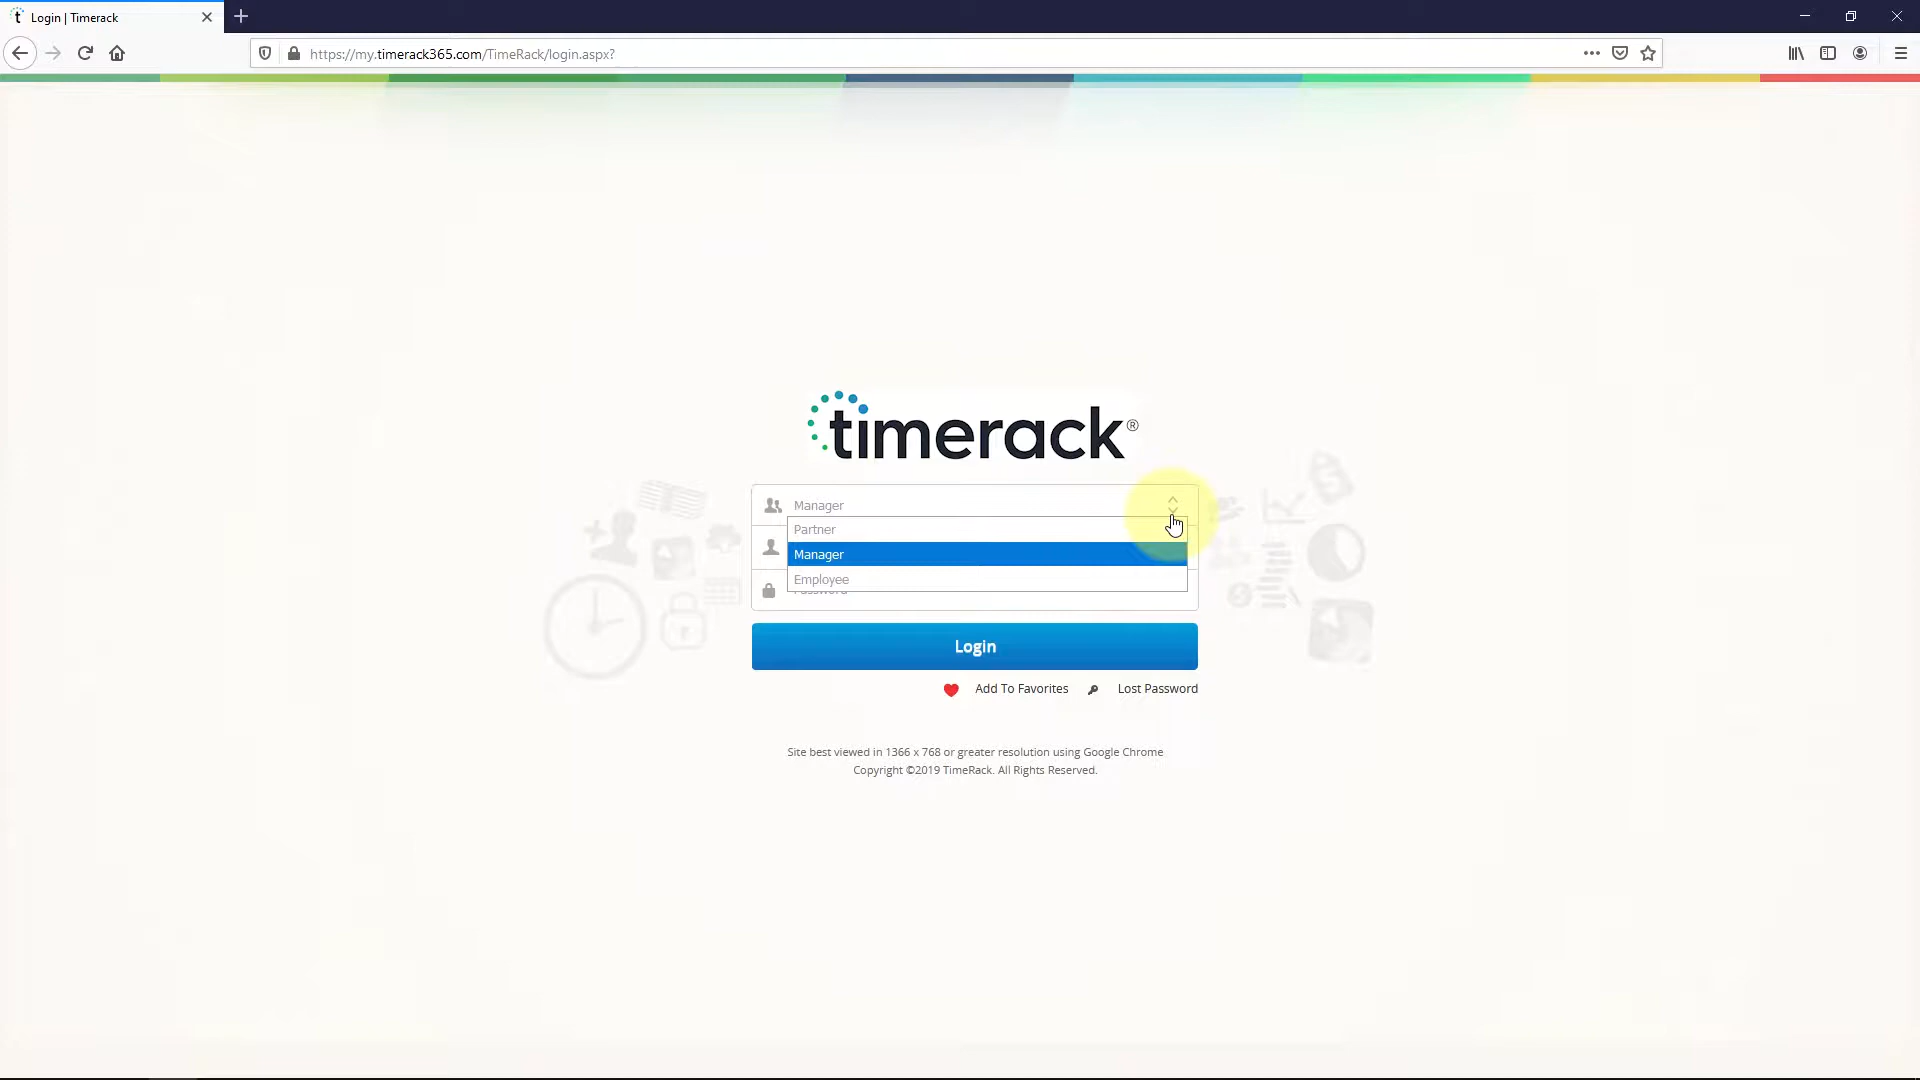 Login | Timerack
https://my.timerack365.com/TimeRack/login.aspx?
timerack®
Manager
Partner
Manager
Employee
Password
Login
Add To Favorites Lost Password
Site best viewed in 1366 x 768 or greater resolution using Google Chrome
Copyright ©2019 TimeRack. All Rights Reserved.